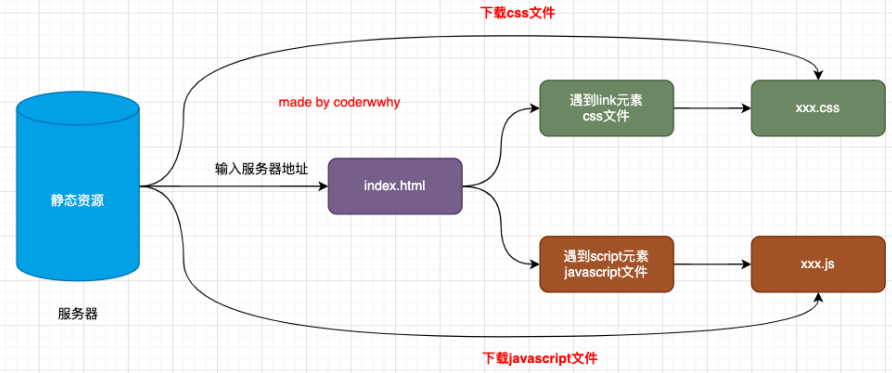 下载css文件
made by coderwwhy
遇到link元素
css文件
xxx.css
输入服务器地址
静态资源
index.html
遇到script元素
javascript文件
xxx.js
服务器
下载javascript文件